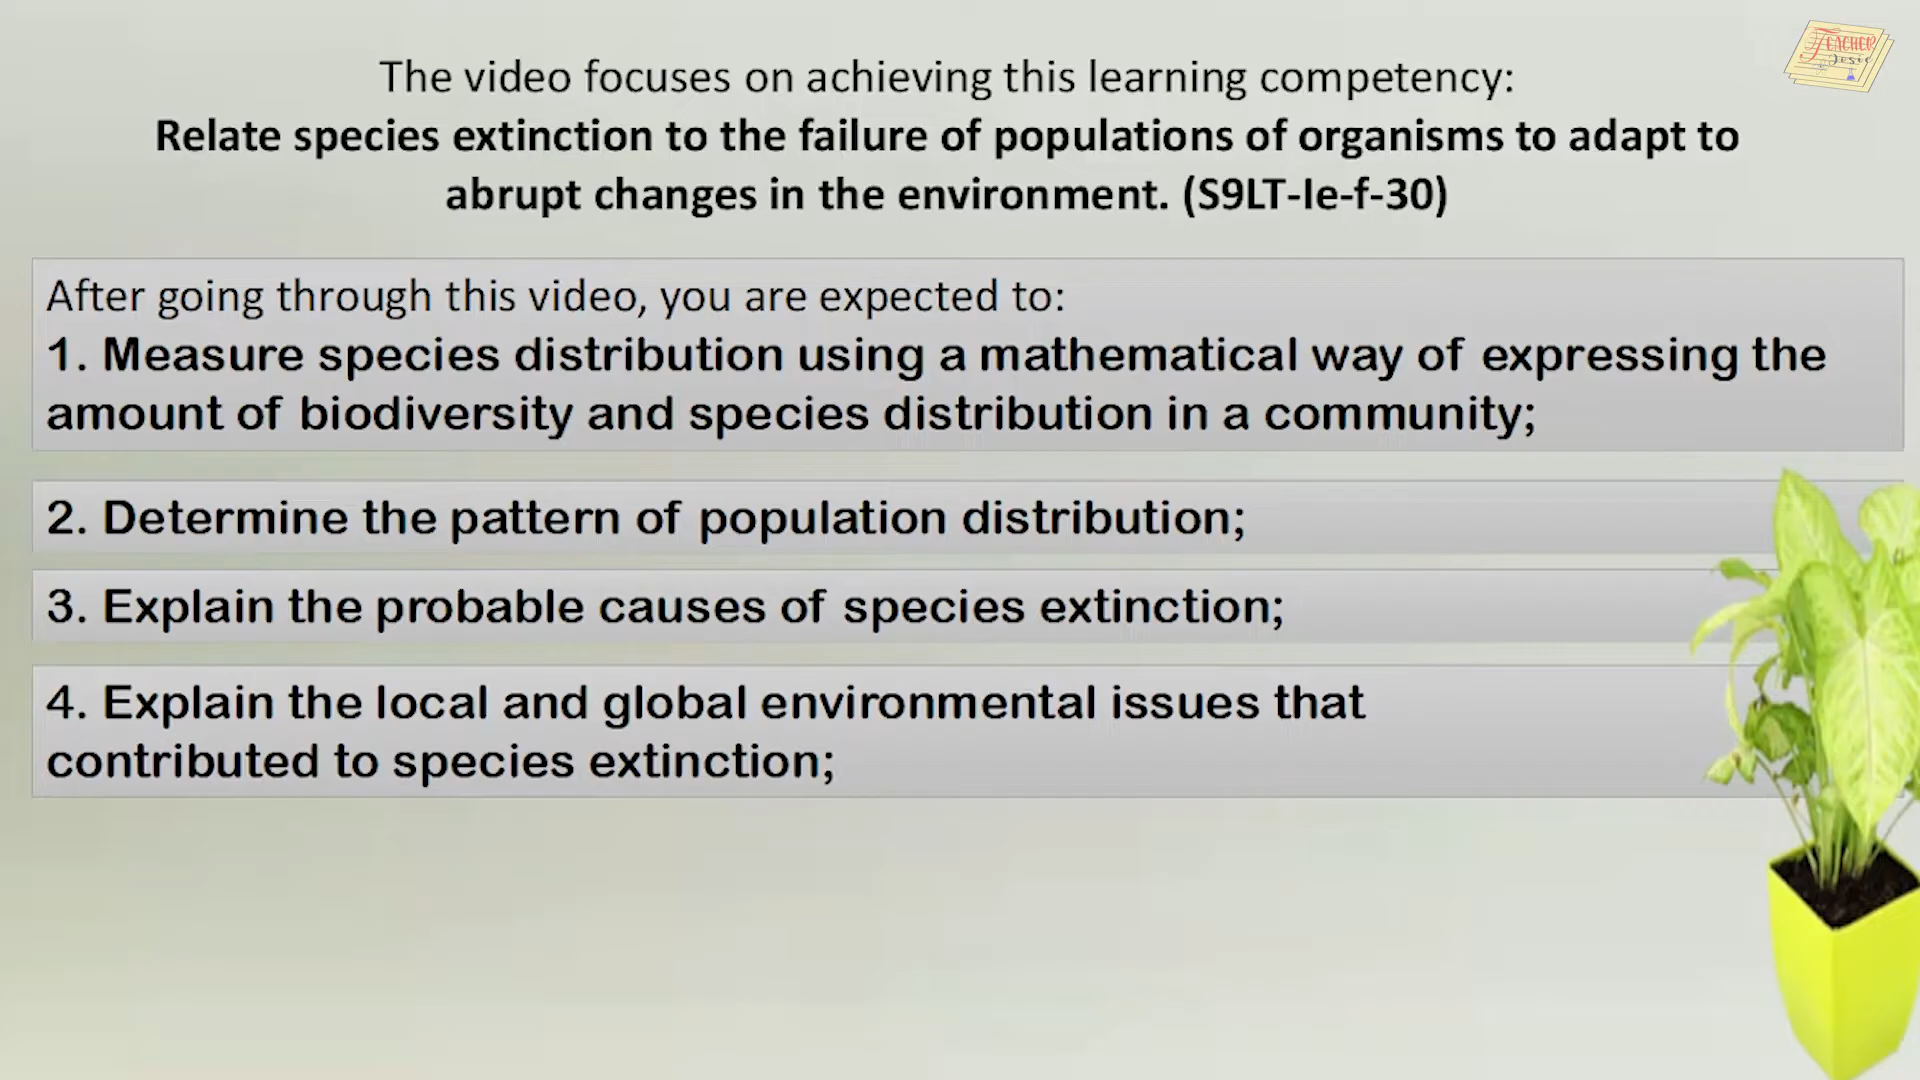 TEACHER
Josie
The video focuses on achieving this learning competency:
Relate species extinction to the failure of populations of organisms to adapt to
abrupt changes in the environment. (S9LT-Ie-f-30)
After going through this video, you are expected to:
1. Measure species distribution using a mathematical way of expressing the
amount of biodiversity and species distribution in a community;
2. Determine the pattern of population distribution;
3. Explain the probable causes of species extinction;
4. Explain the local and global environmental issues that
contributed to species extinction;